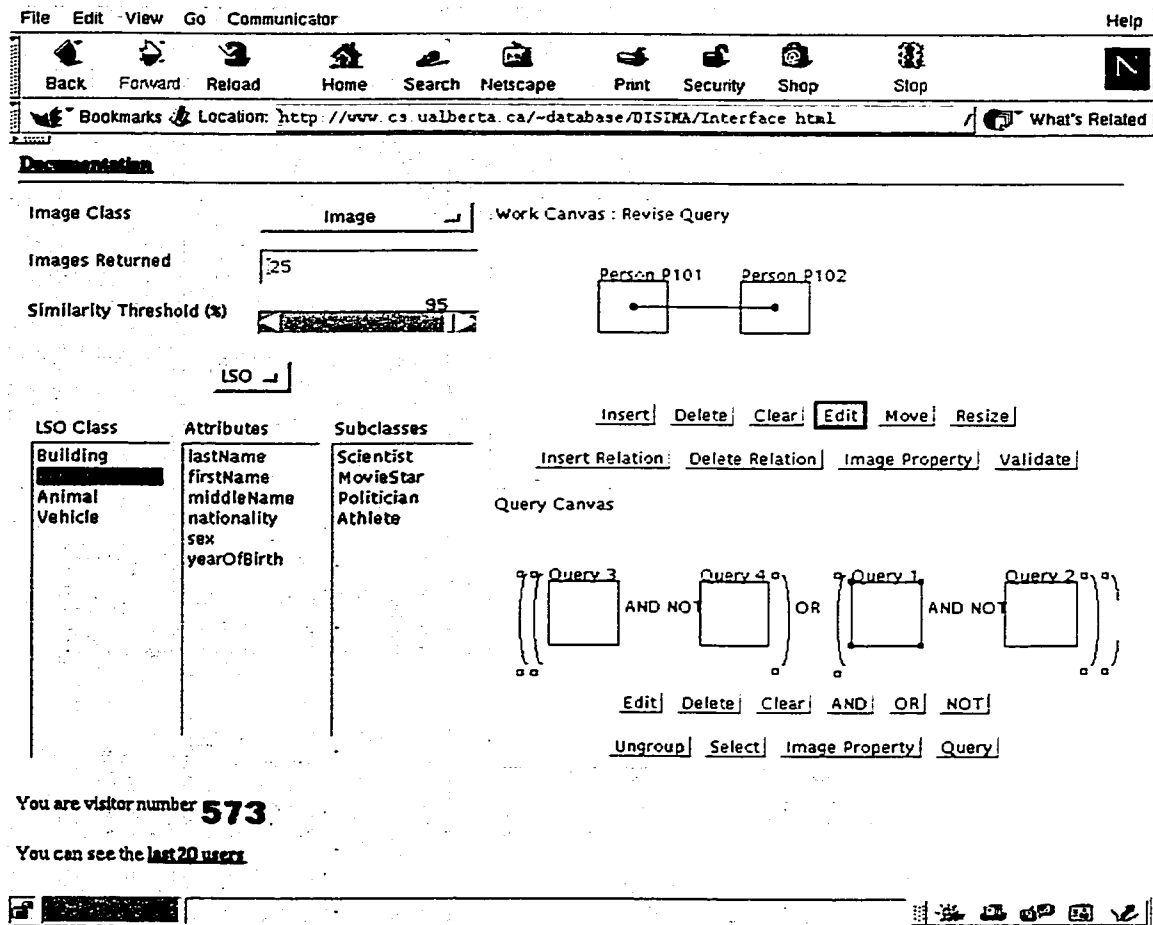 File Edit View Go Communicator Help
Back Forward Reload Home Search Netscape Print Security Shop Stop N
Bookmarks Location: http://www.cs.ualberta.ca/~database/DISIMA/Interface html What's Related
Documentation
Image Class Image
Work Canvas : Revise Query
Images Returned 25
Person P101 Person P102
Similarity Threshold (%) 95
LSO
Insert Delete Clear Edit Move Resize
Insert Relation Delete Relation Image Property Validate
LSO Class Attributes Subclasses
Building lastName Scientist
firstName MovieStar
Animal middleName Politician
Vehicle nationality Athlete
sex
yearOfBirth
Query Canvas
Query 3 Query 4 Query 1 Query 2
(( AND NOT ) OR ( AND NOT ))
Edit Delete Clear AND OR NOT
Ungroup Select Image Property Query
You are visitor number 573
You can see the last 20 users